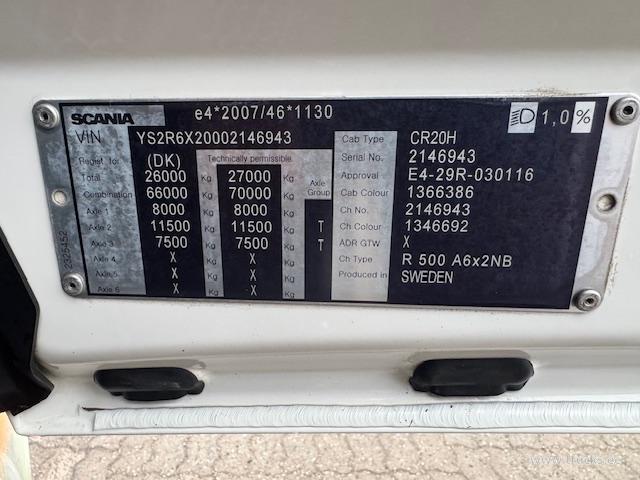 SCANIA e4*2007/46*1130 1,0%
VIN YS2R6X20002146943 Cab Type CR20H
Regist. for (DK) Technically permissible Serial No. 2146943
Total 26000 Kg 27000 Kg Axle Group Approval E4-29R-030116
Combination 66000 Kg 70000 Kg Cab Colour 1366386
Axle 1 8000 Kg 8000 Kg Ch No. 2146943
Axle 2 11500 Kg 11500 Kg T Ch Colour 1346692
Axle 3 7500 Kg 7500 Kg T ADR GTW X
Axle 4 X Kg X Kg Ch Type R 500 A6x2NB
Axle 5 X Kg X Kg Produced in SWEDEN
Axle 6 X Kg X Kg